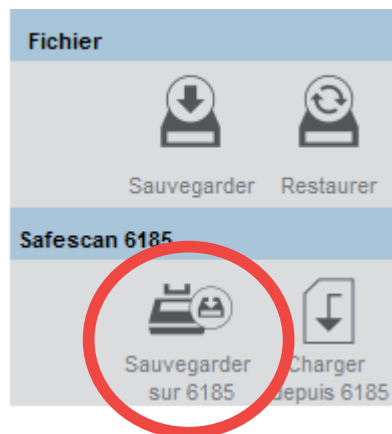 Fichier
Sauvegarder Restaurer
Safescan 6185
Sauvegarder Charger
sur 6185 depuis 6185